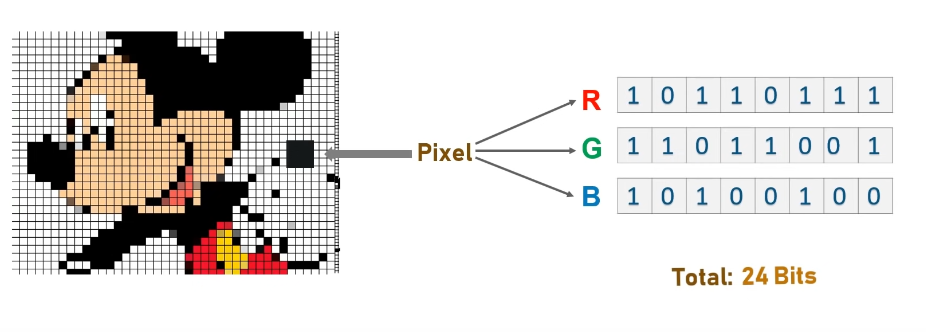 R 1 0 1 1 0 1 1 1
Pixel
G 1 1 0 1 1 0 0 1
B 1 0 1 0 0 1 0 0
Total: 24 Bits